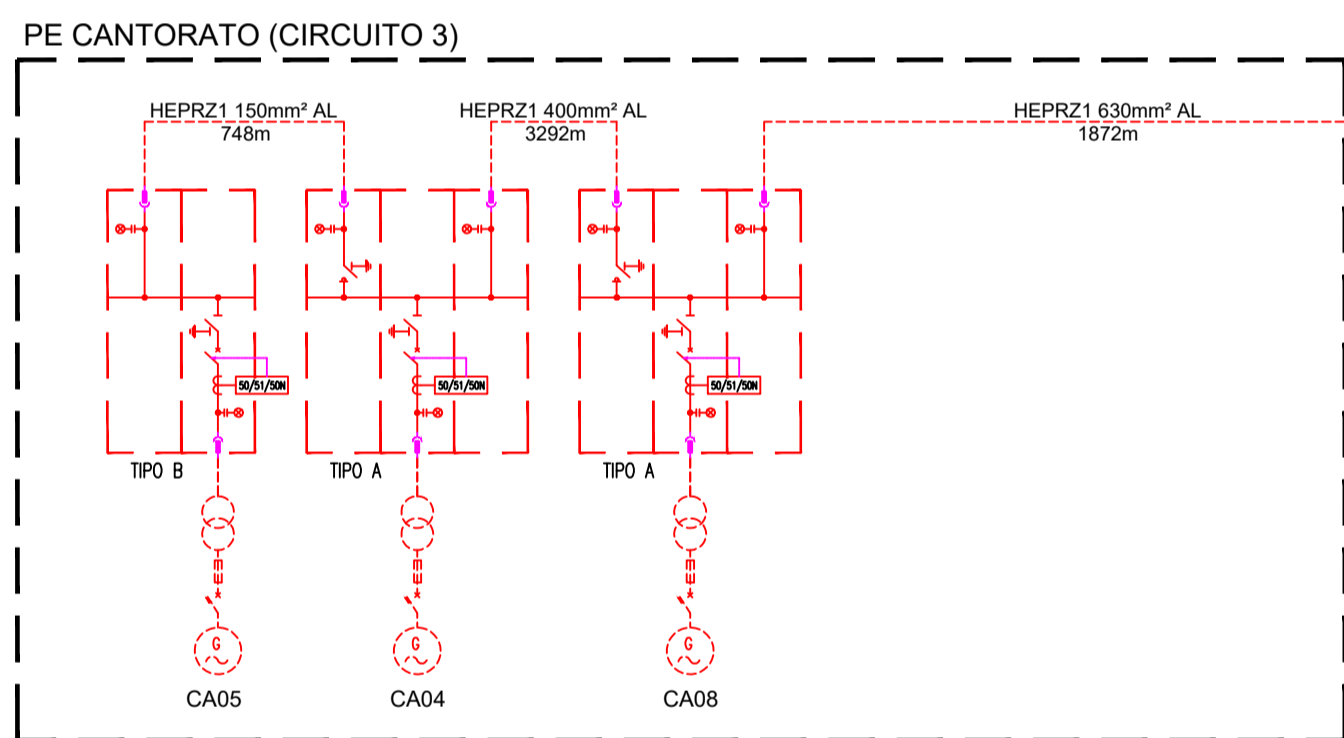 PE CANTORATO (CIRCUITO 3)
HEPRZ1 150mm² AL
748m
HEPRZ1 400mm² AL
3292m
HEPRZ1 630mm² AL
1872m
50/51/50N
50/51/50N
50/51/50N
TIPO B
TIPO A
TIPO A
G
G
G
CA05
CA04
CA08